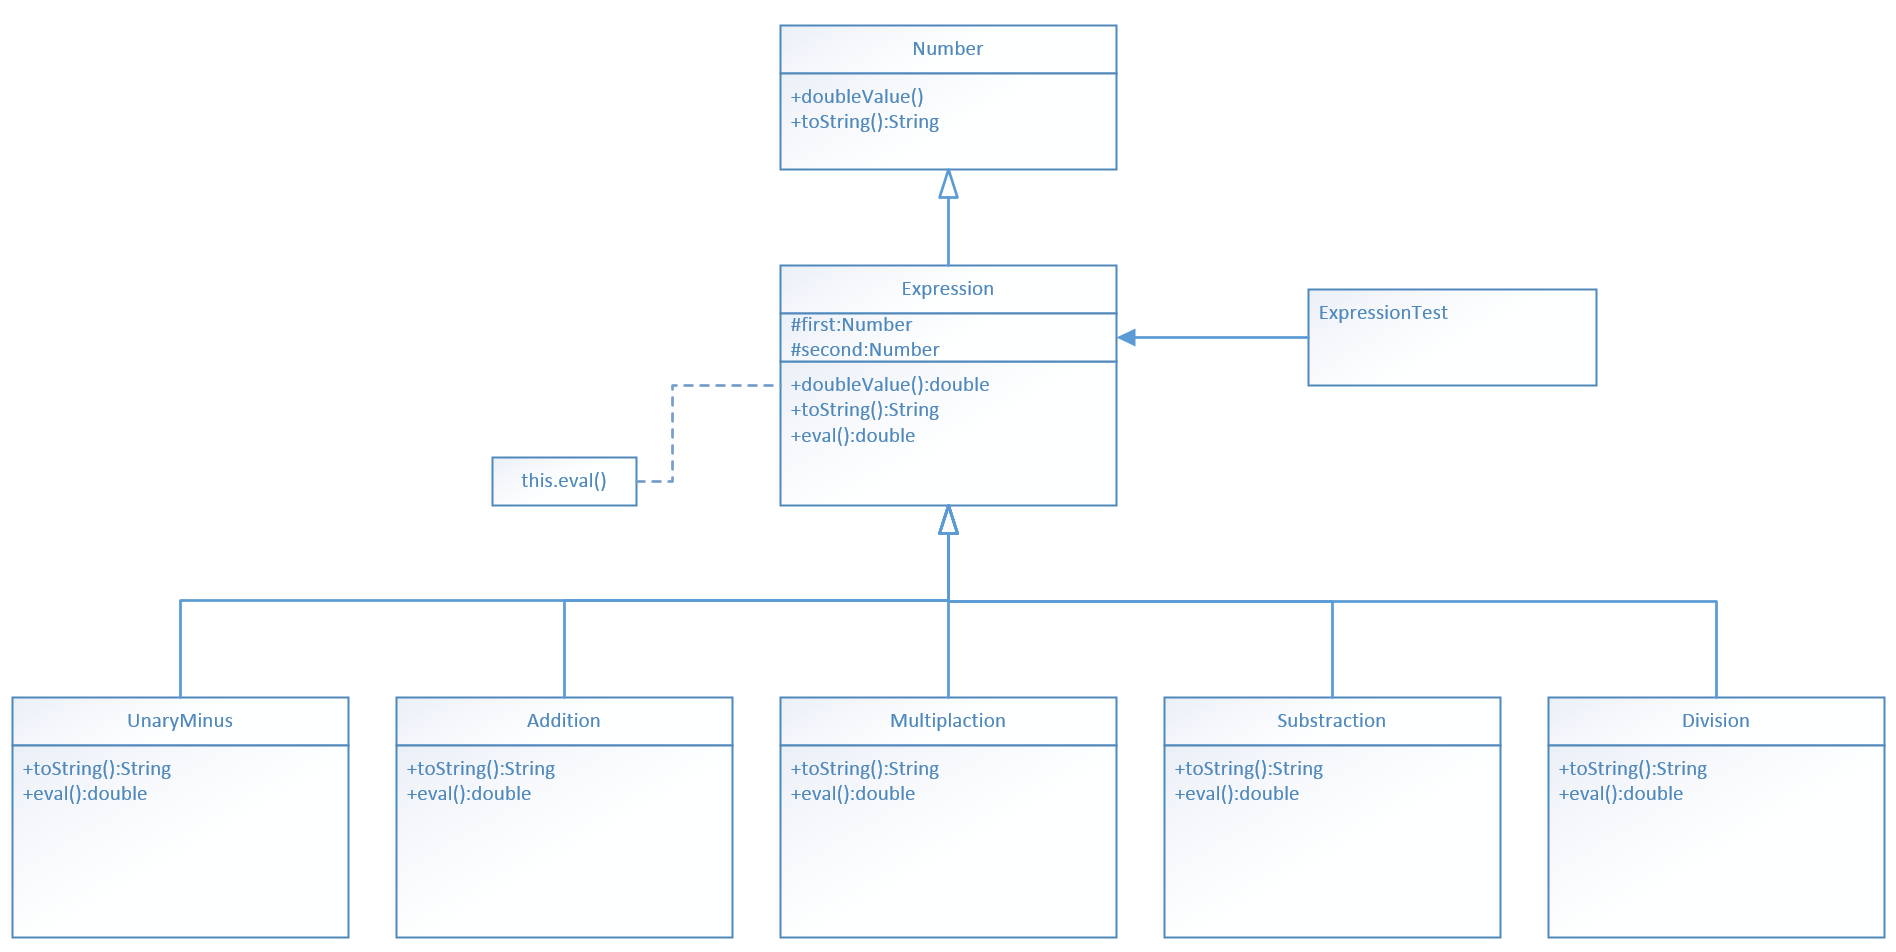 Number
+doubleValue()
+toString():String
Expression
#first:Number
#second:Number
+doubleValue():double
+toString():String
+eval():double
ExpressionTest
this.eval()
UnaryMinus
+toString():String
+eval():double
Addition
+toString():String
+eval():double
Multiplaction
+toString():String
+eval():double
Substraction
+toString():String
+eval():double
Division
+toString():String
+eval():double